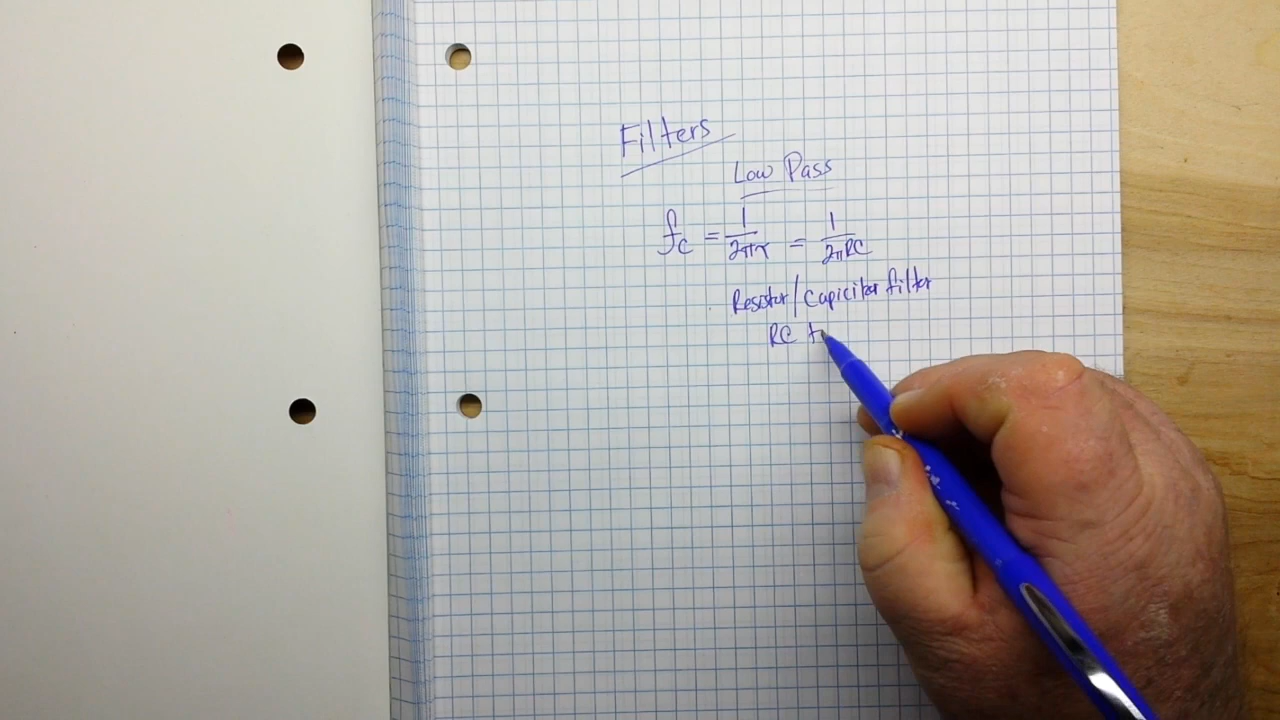 Filters
Low Pass
fc = 1/2πτ = 1/2πRC
Resistor/Capicitor filter
RC